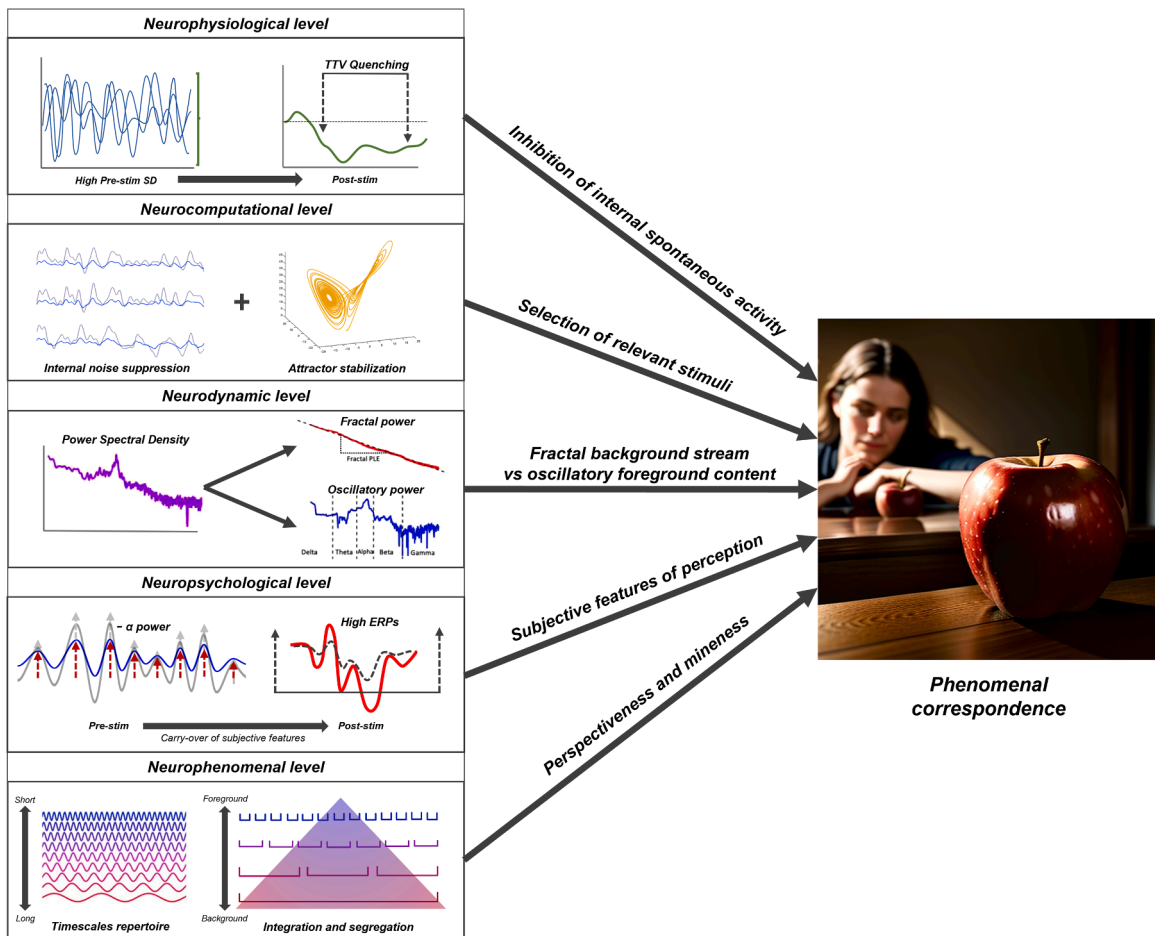 Neurophysiological level
TTV Quenching
High Pre-stim SD
Post-stim
Neurocomputational level
+
Internal noise suppression
Attractor stabilization
Neurodynamic level
Power Spectral Density
Fractal power
Fractal PLE
Oscillatory power
Delta
Theta
Alpha
Beta
Gamma
Neuropsychological level
- α power
High ERPs
Pre-stim
Post-stim
Carry-over of subjective features
Neurophenomenal level
Short
Long
Timescales repertoire
Foreground
Background
Integration and segregation
Inhibition of internal spontaneous activity
Selection of relevant stimuli
Fractal background stream
vs oscillatory foreground content
Subjective features of perception
Perspectiveness and mineness
Phenomenal
correspondence